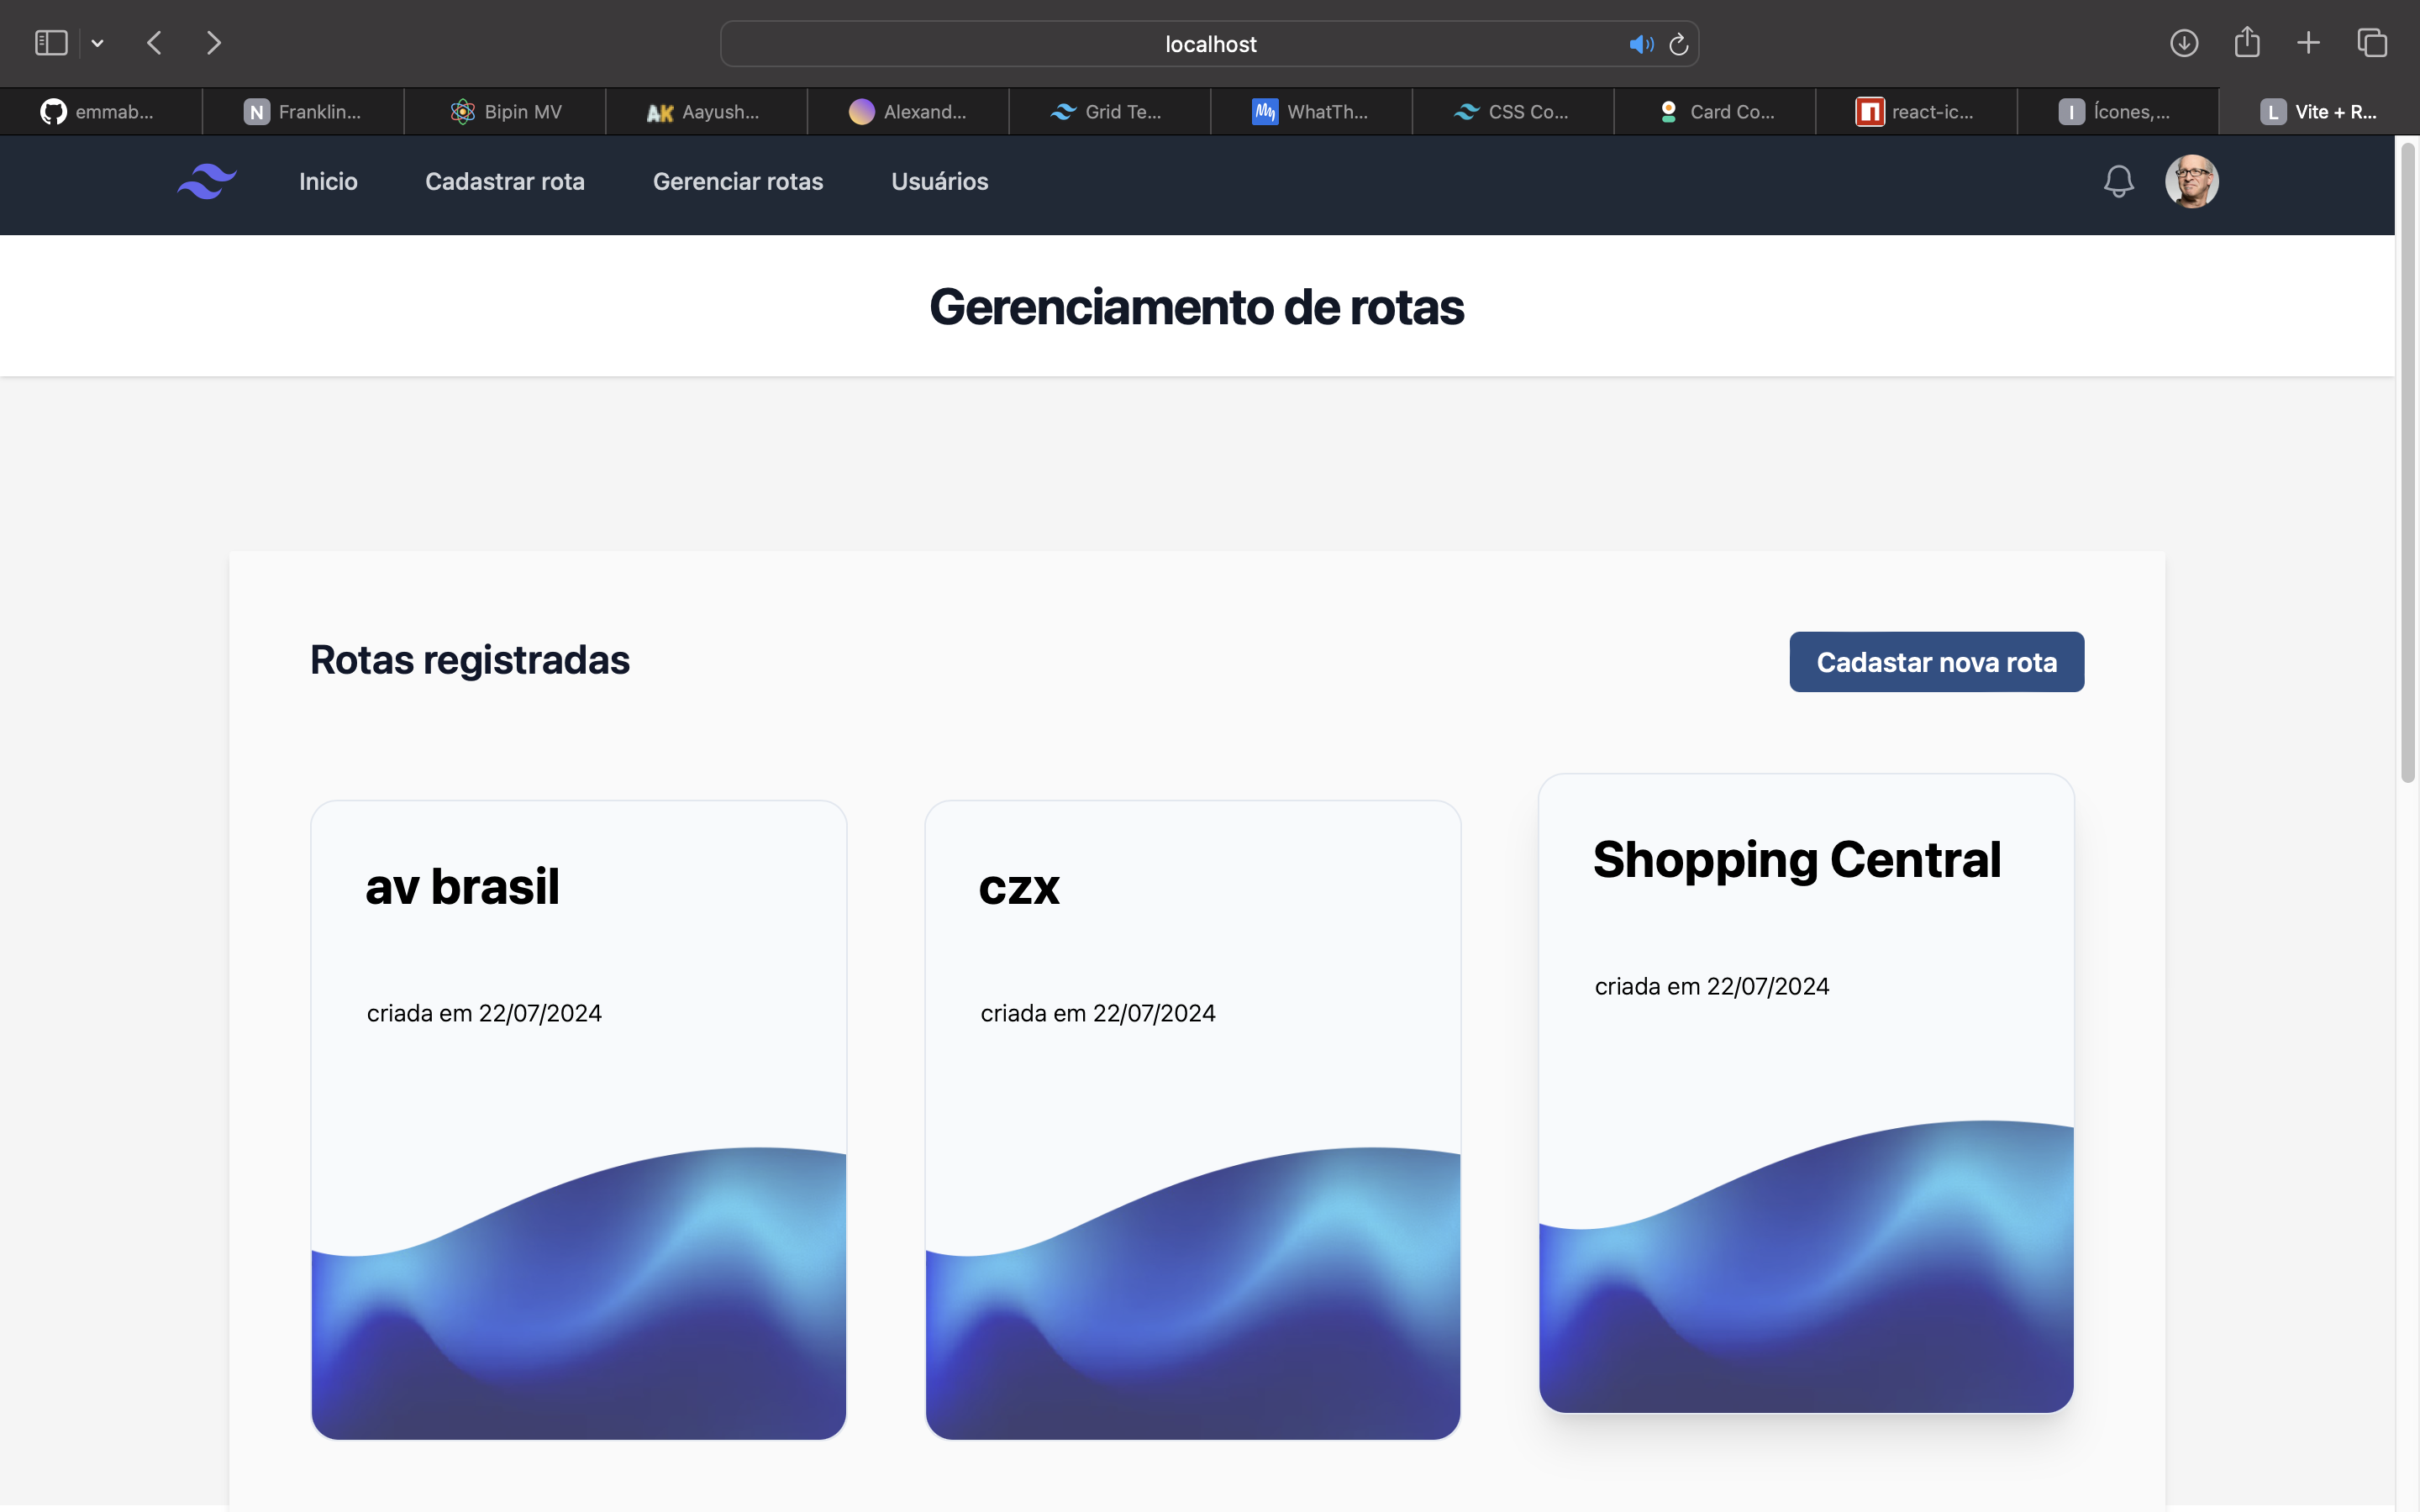 localhost
emmab...
N Franklin...
Bipin MV
AK Aayush...
Alexand...
Grid Te...
My WhatTh...
CSS Co...
Card Co...
react-ic...
I Ícones,...
L Vite + R...
Inicio
Cadastrar rota
Gerenciar rotas
Usuários
Gerenciamento de rotas
Rotas registradas
Cadastar nova rota
av brasil
criada em 22/07/2024
czx
criada em 22/07/2024
Shopping Central
criada em 22/07/2024